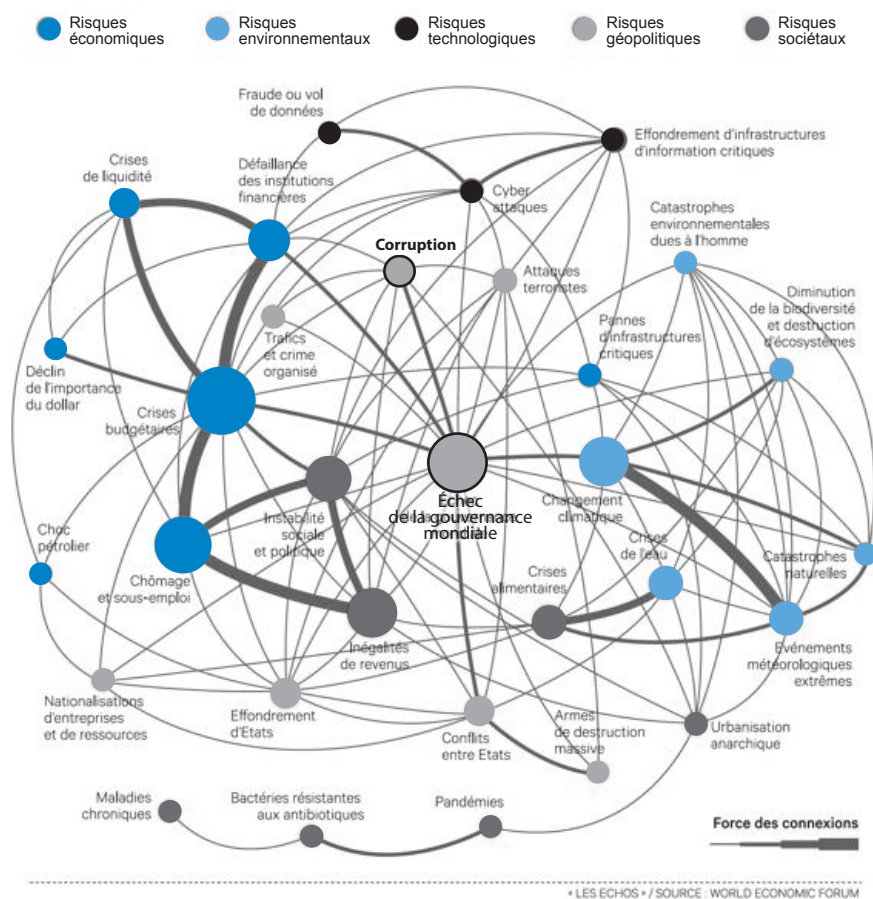 Risques
économiques
Risques
environnementaux
Risques
technologiques
Risques
géopolitiques
Risques
sociétaux
Fraude ou vol
de données
Effondrement d'infrastructures
d'information critiques
Crises
de liquidité
Défaillance
des institutions
financières
Cyber
attaques
Catastrophes
environnementales
dues à l'homme
Corruption
Attaques
terroristes
Diminution
de la biodiversité
et destruction
d'écosystèmes
Trafics
et crime
organisé
Pannes
d'infrastructures
critiques
Déclin
de l'importance
du dollar
Crises
budgétaires
Échec
de la gouvernance
mondiale
Changement
climatique
Instabilité
sociale
et politique
Choc
pétrolier
Crises
de l'eau
Catastrophes
naturelles
Chômage
et sous-emploi
Crises
alimentaires
Inégalités
de revenus
Evénements
météorologiques
extrêmes
Nationalisations
d'entreprises
et de ressources
Effondrement
d'Etats
Conflits
entre Etats
Armes
de destruction
massive
Urbanisation
anarchique
Maladies
chroniques
Bactéries résistantes
aux antibiotiques
Pandémies
Force des connexions
« LES ECHOS » / SOURCE : WORLD ECONOMIC FORUM